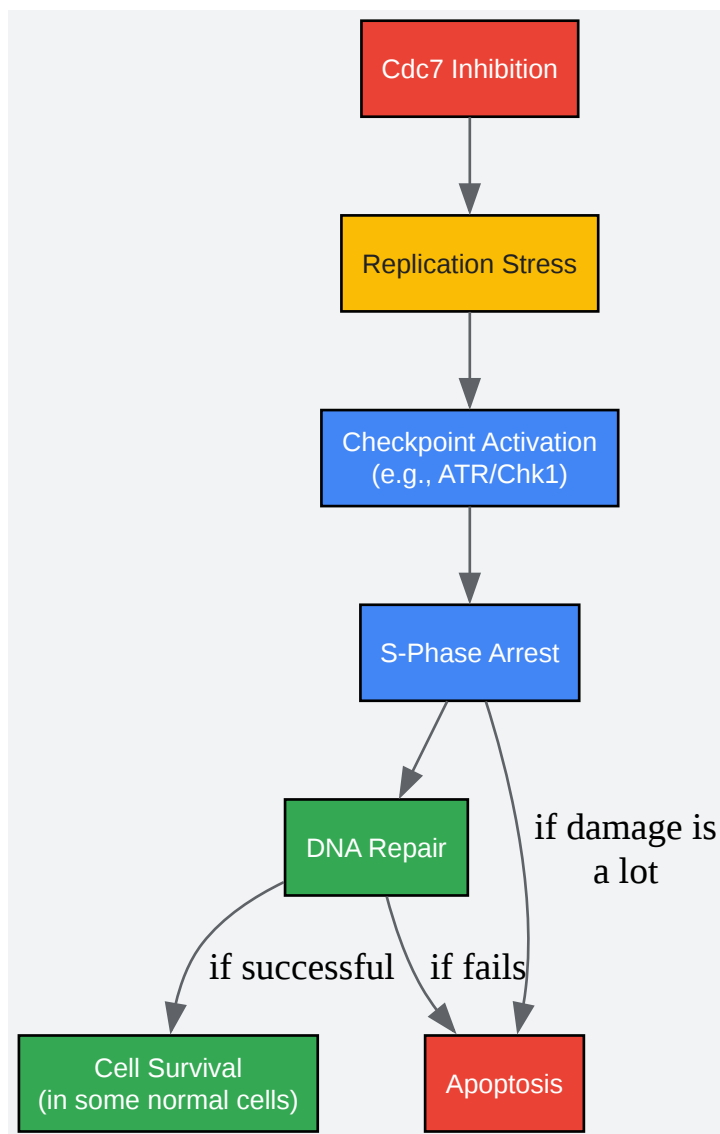 Cdc7 Inhibition
Replication Stress
Checkpoint Activation
(e.g., ATR/Chk1)
S-Phase Arrest
DNA Repair
if damage is
a lot
if successful
if fails
Cell Survival
(in some normal cells)
Apoptosis